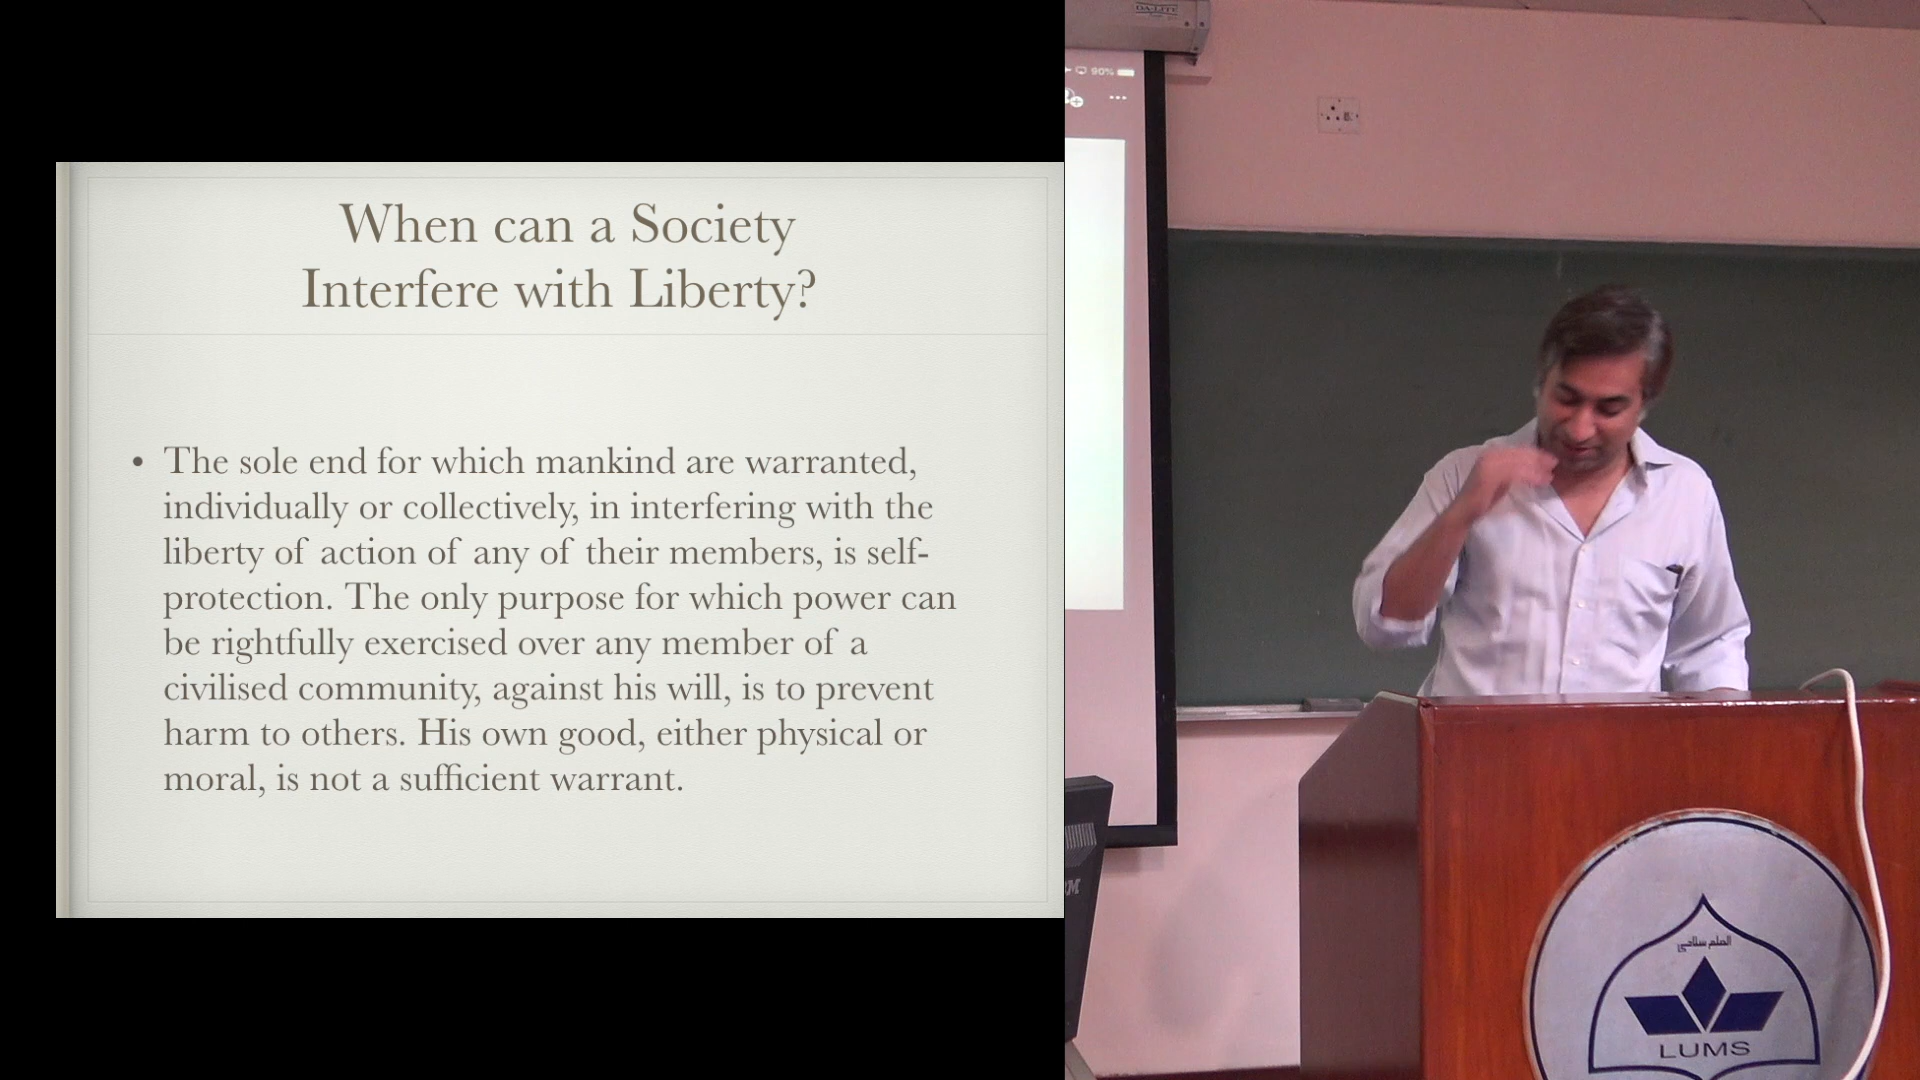 When can a Society
Interfere with Liberty?
• The sole end for which mankind are warranted,
individually or collectively, in interfering with the
liberty of action of any of their members, is self-
protection. The only purpose for which power can
be rightfully exercised over any member of a
civilised community, against his will, is to prevent
harm to others. His own good, either physical or
moral, is not a sufficient warrant.
DA-LITE
90%
LUMS